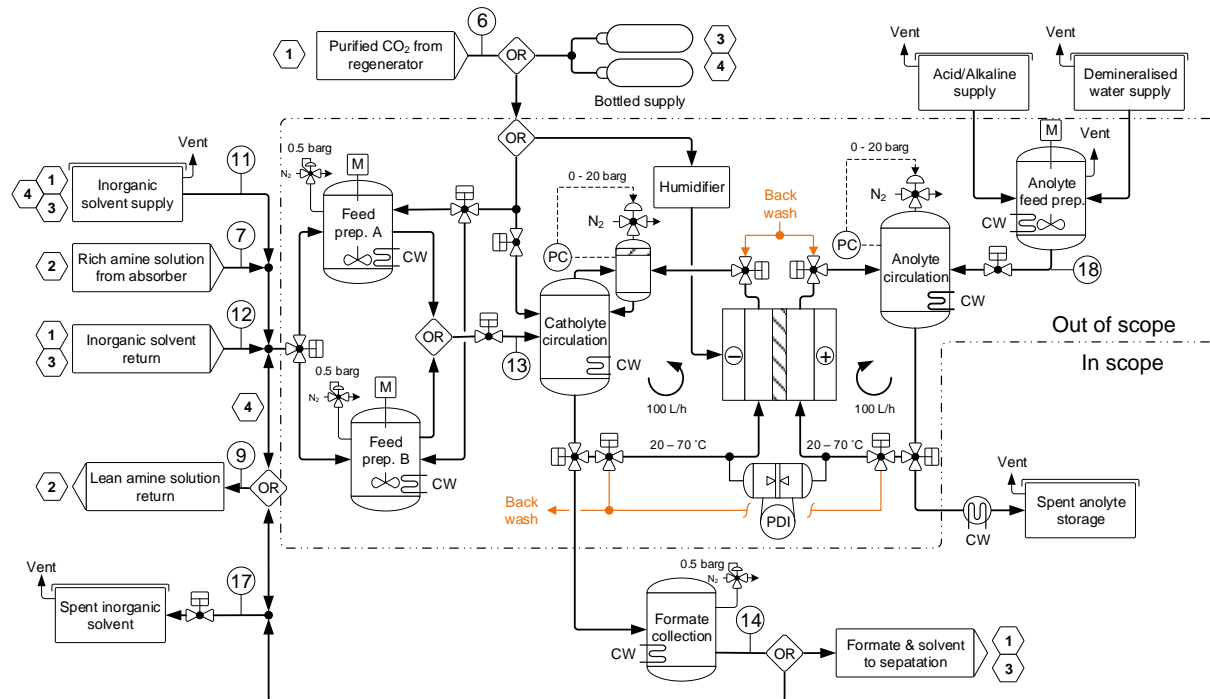 6
1
Purified CO₂ from
regenerator
OR
3
4
Bottled supply
Vent
Acid/Alkaline
supply
Vent
Demineralised
water supply
OR
Vent
11
1
4
3
Inorganic
solvent supply
0.5 barg
N₂
M
Feed
prep. A
CW
0 - 20 barg
N₂
PC
Humidifier
Back
wash
0 - 20 barg
N₂
PC
M
Vent
Anolyte
feed prep.
CW
18
7
2
Rich amine solution
from absorber
12
1
3
Inorganic solvent
return
OR
13
Catholyte
circulation
CW
Anolyte
circulation
CW
Out of scope
In scope
−
+
100 L/h
100 L/h
4
0.5 barg
N₂
M
Feed
prep. B
CW
20 – 70 °C
20 – 70 °C
9
2
Lean amine solution
return
OR
Back
wash
PDI
CW
Vent
Spent anolyte
storage
Vent
17
Spent inorganic
solvent
0.5 barg
N₂
Formate
collection
CW
14
OR
Formate & solvent
to sepatation
1
3